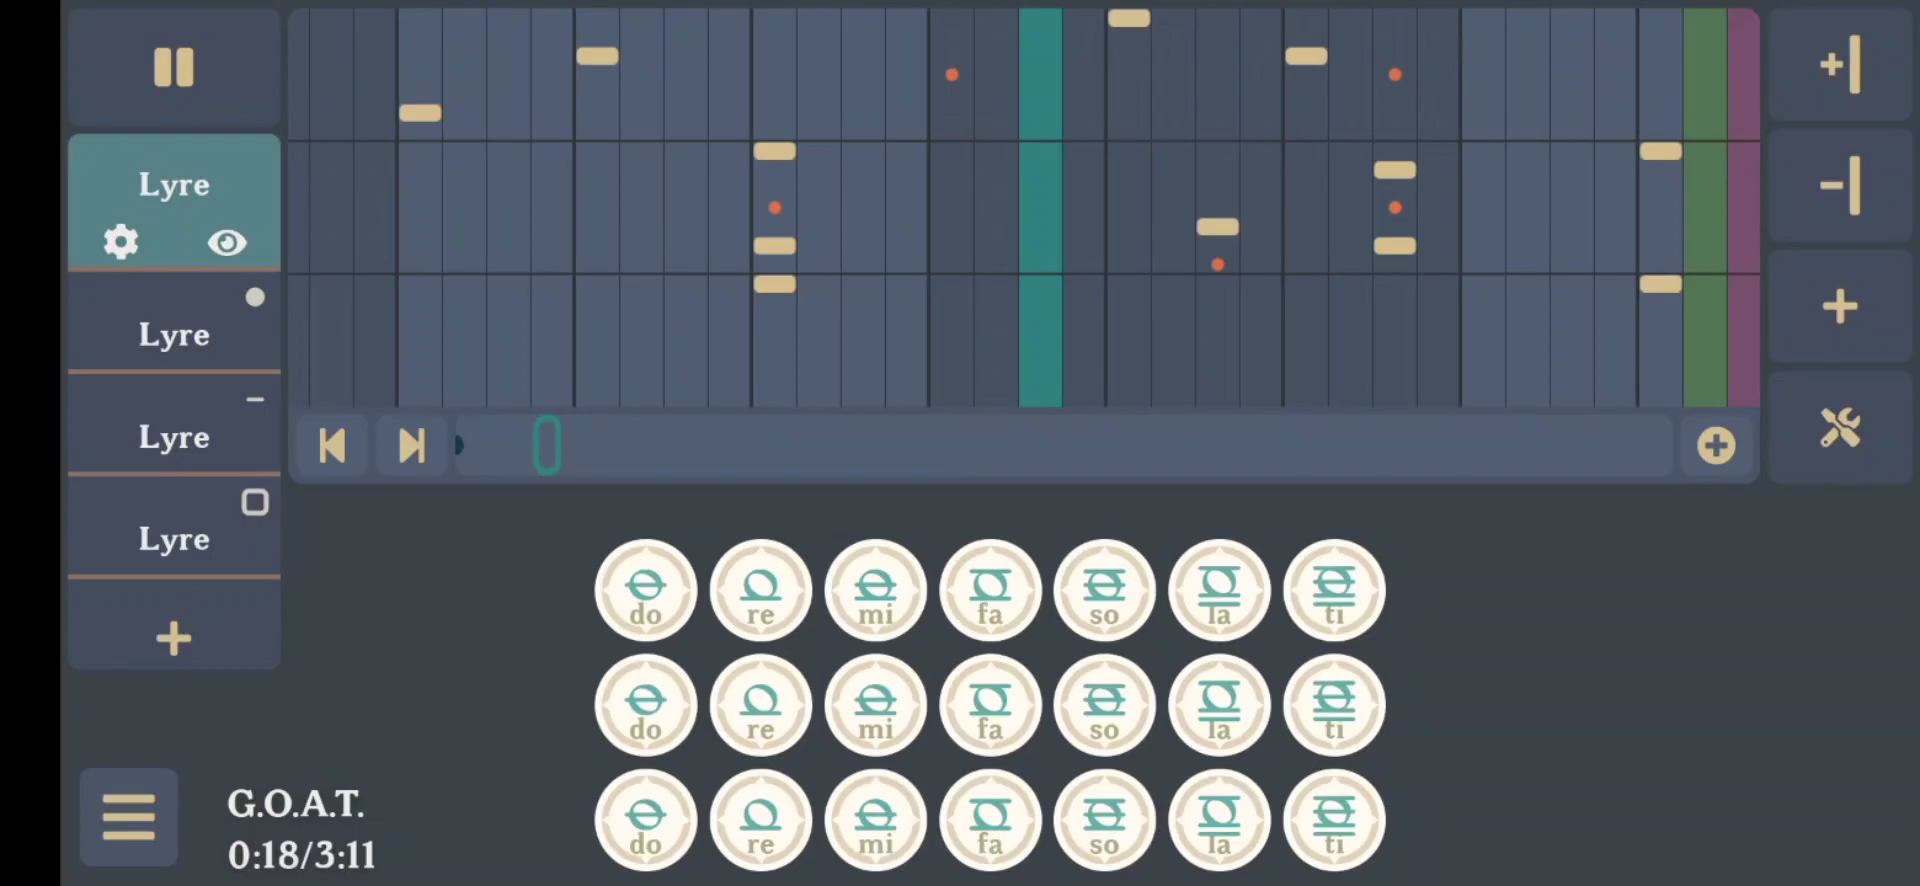 Lyre
Lyre
Lyre
Lyre
do re mi fa so la ti
do re mi fa so la ti
do re mi fa so la ti
G.O.A.T.
0:18/3:11